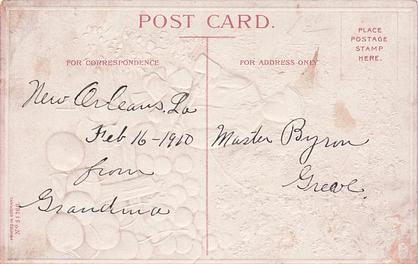 POST CARD.
PLACE
POSTAGE
STAMP
HERE.
FOR CORRESPONDENCE
FOR ADDRESS ONLY
New Orleans, La
Feb 16-1910
from
Grandma
Master Byron